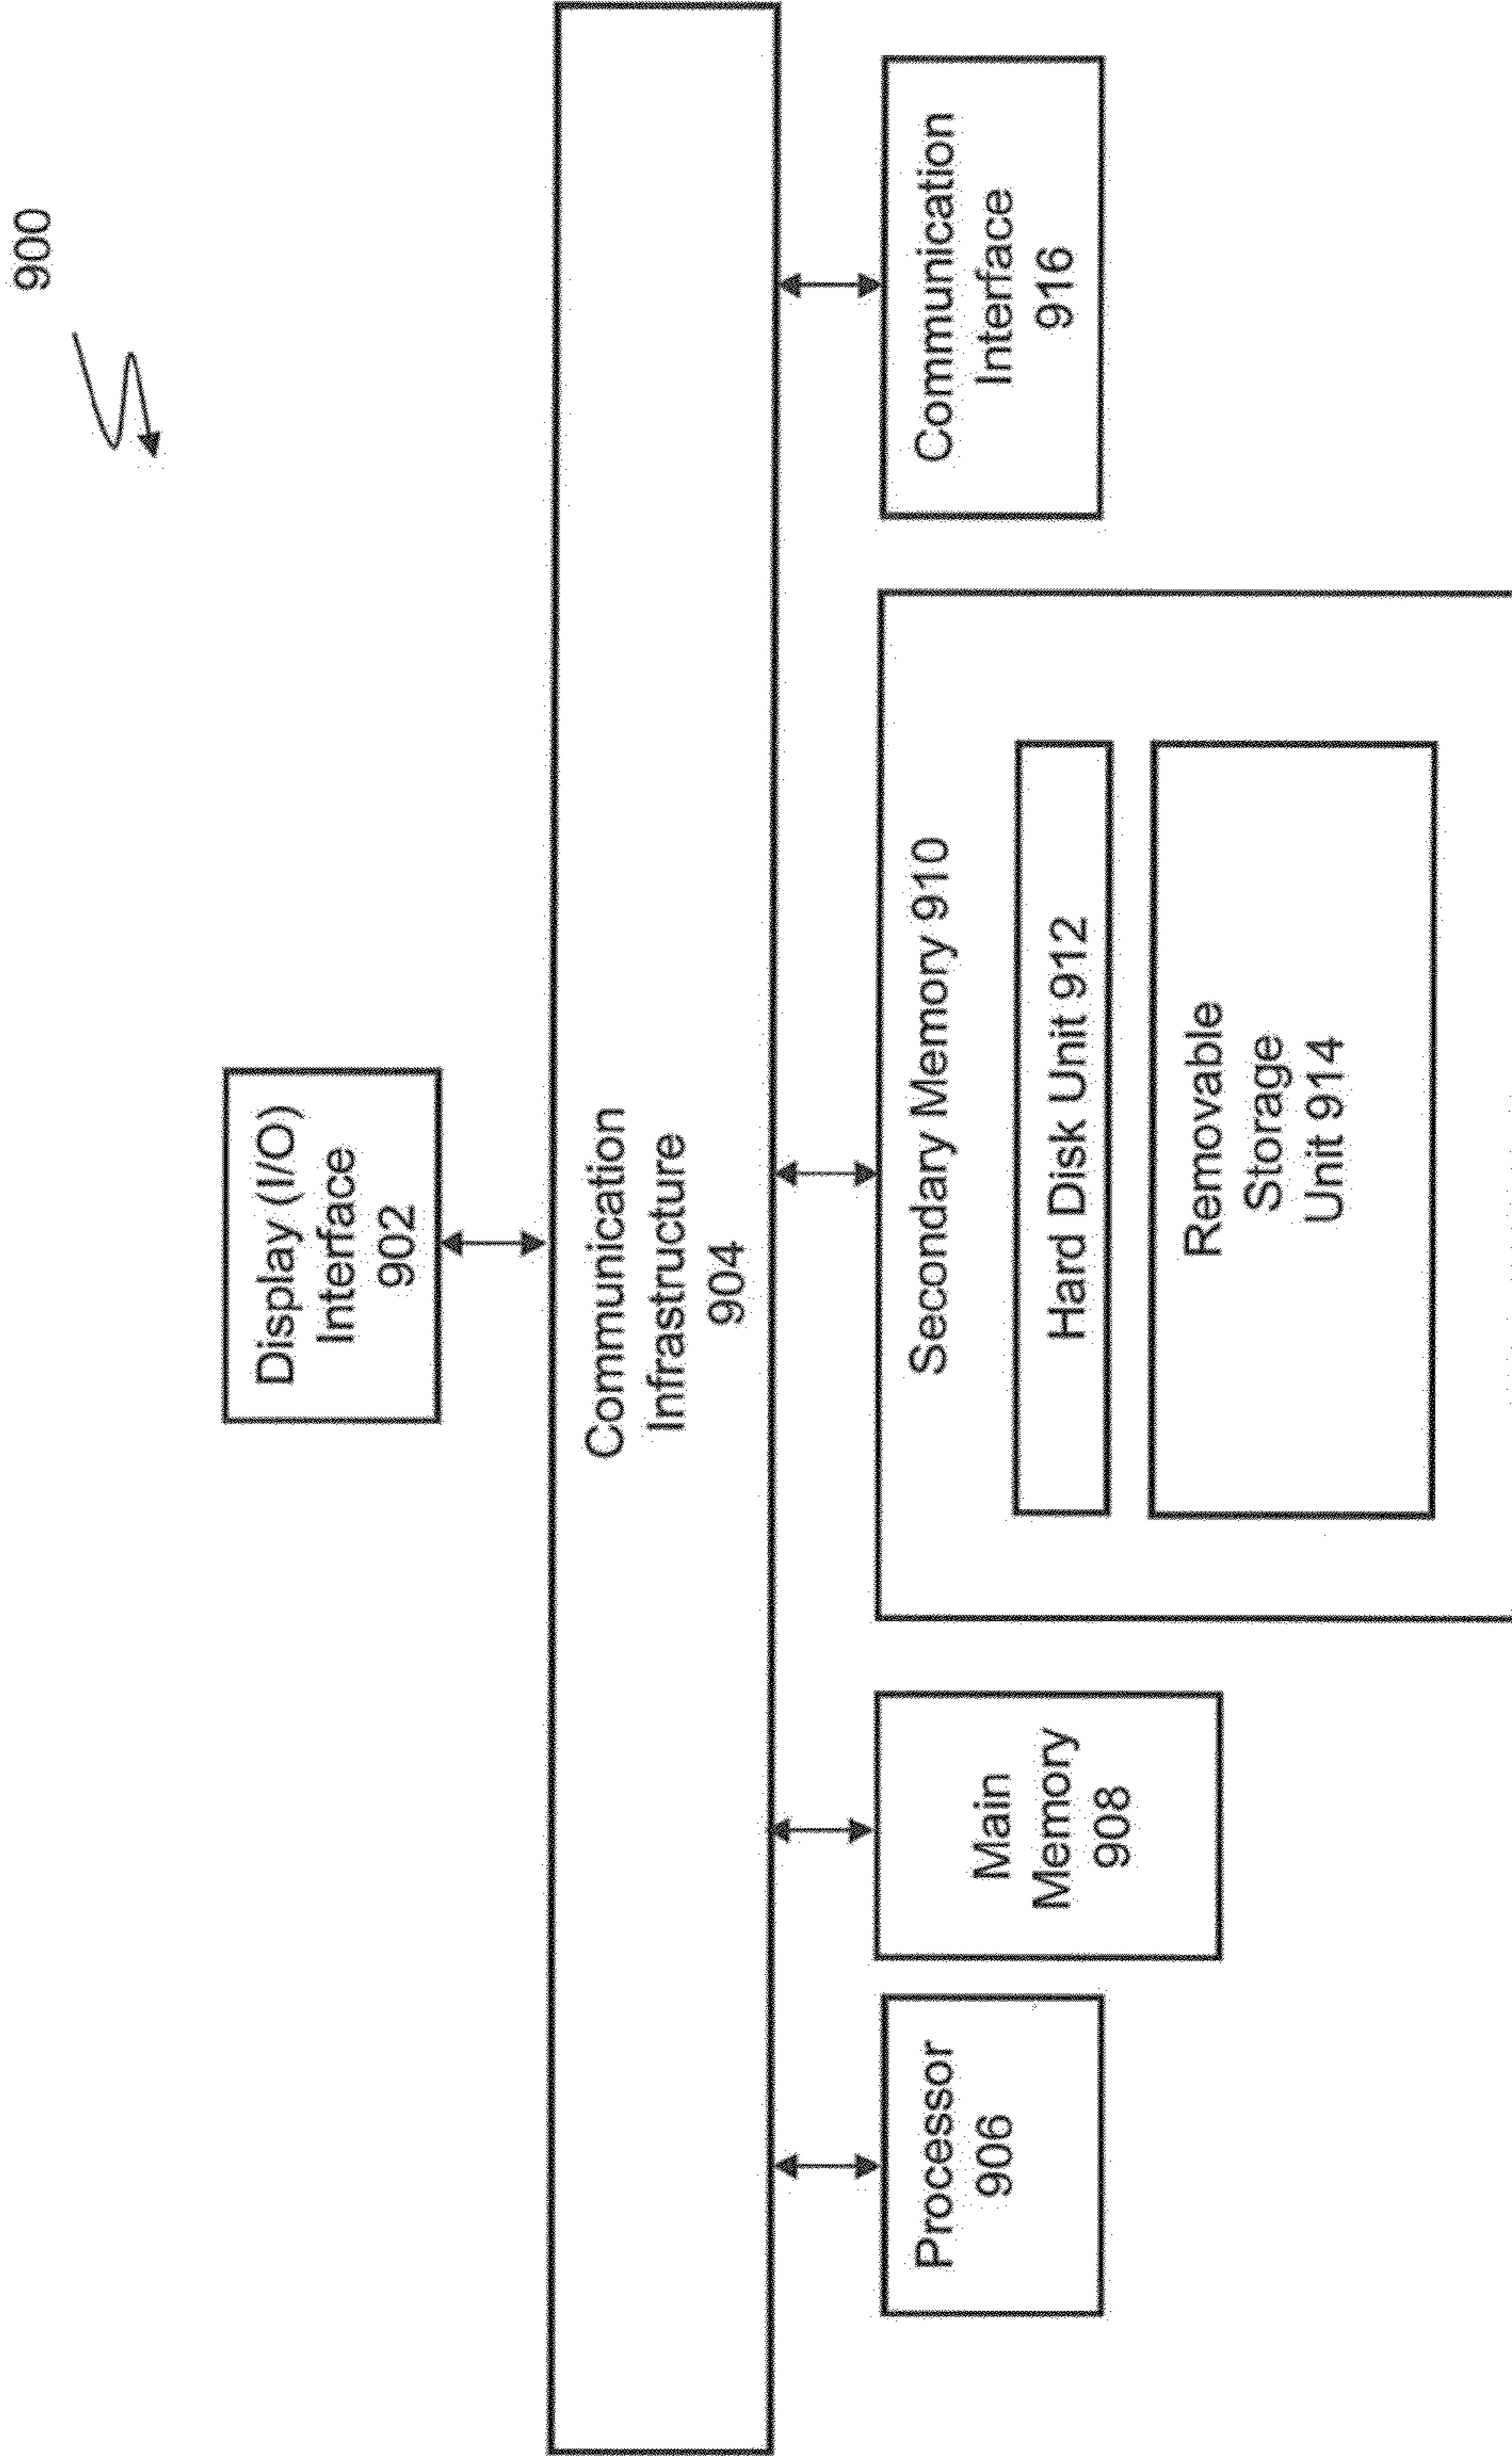 900
Display (I/O)
Interface
902
Communication
Infrastructure
904
Processor
906
Main
Memory
908
Secondary Memory 910
Hard Disk Unit 912
Removable
Storage
Unit 914
Communication
Interface
916